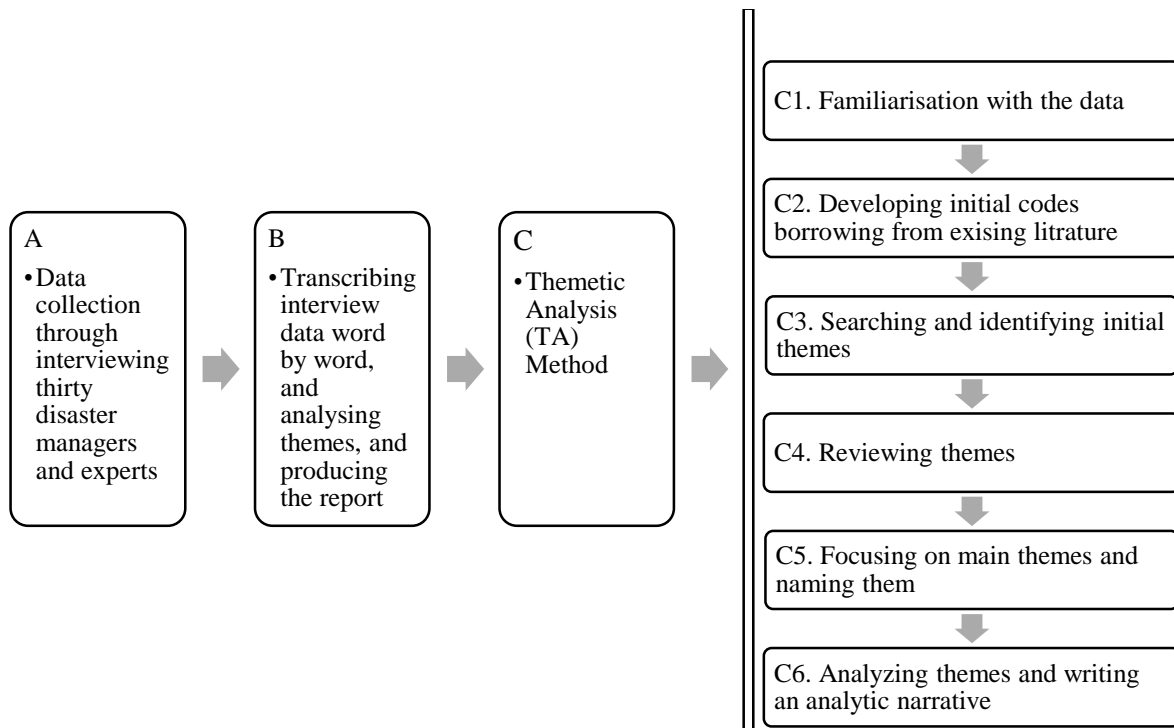 A
•Data
collection
through
interviewing
thirty
disaster
managers
and experts
B
•Transcribing
interview
data word
by word,
and
analysing
themes, and
producing
the report
C
•Themetic
Analysis
(TA)
Method
C1. Familiarisation with the data
C2. Developing initial codes
borrowing from exising litrature
C3. Searching and identifying initial
themes
C4. Reviewing themes
C5. Focusing on main themes and
naming them
C6. Analyzing themes and writing
an analytic narrative